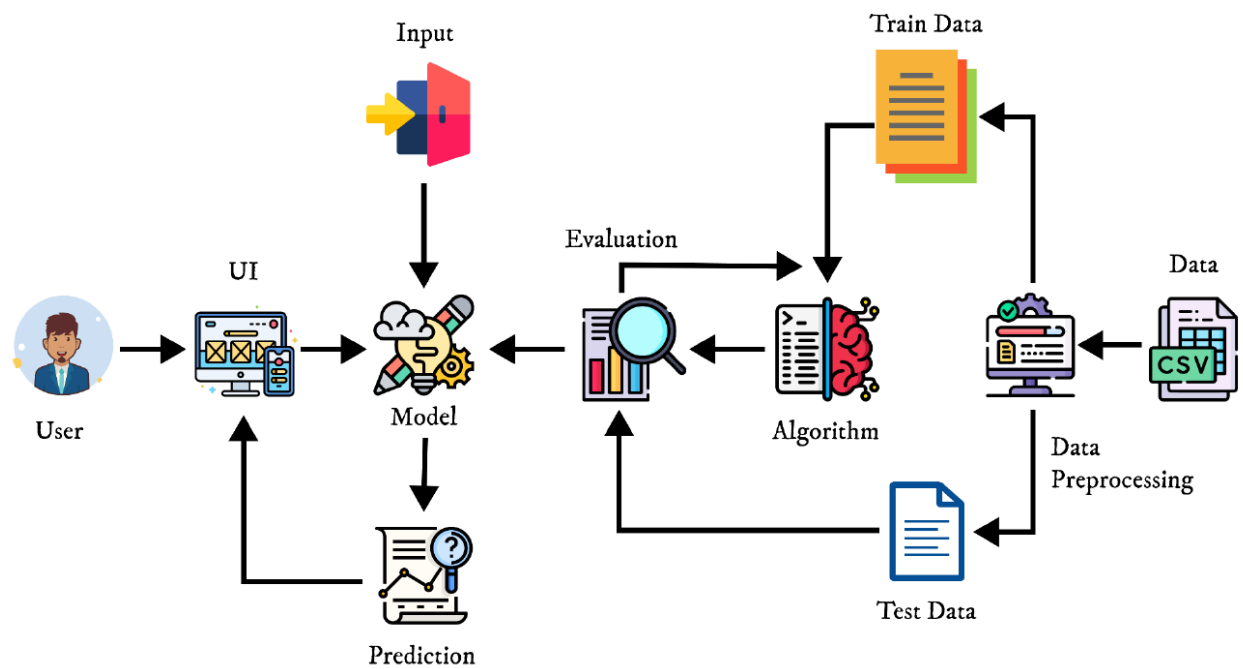 Input
Train Data
Evaluation
UI
Data
User
Model
Algorithm
Data
Preprocessing
CSV
>_
?
Test Data
Prediction